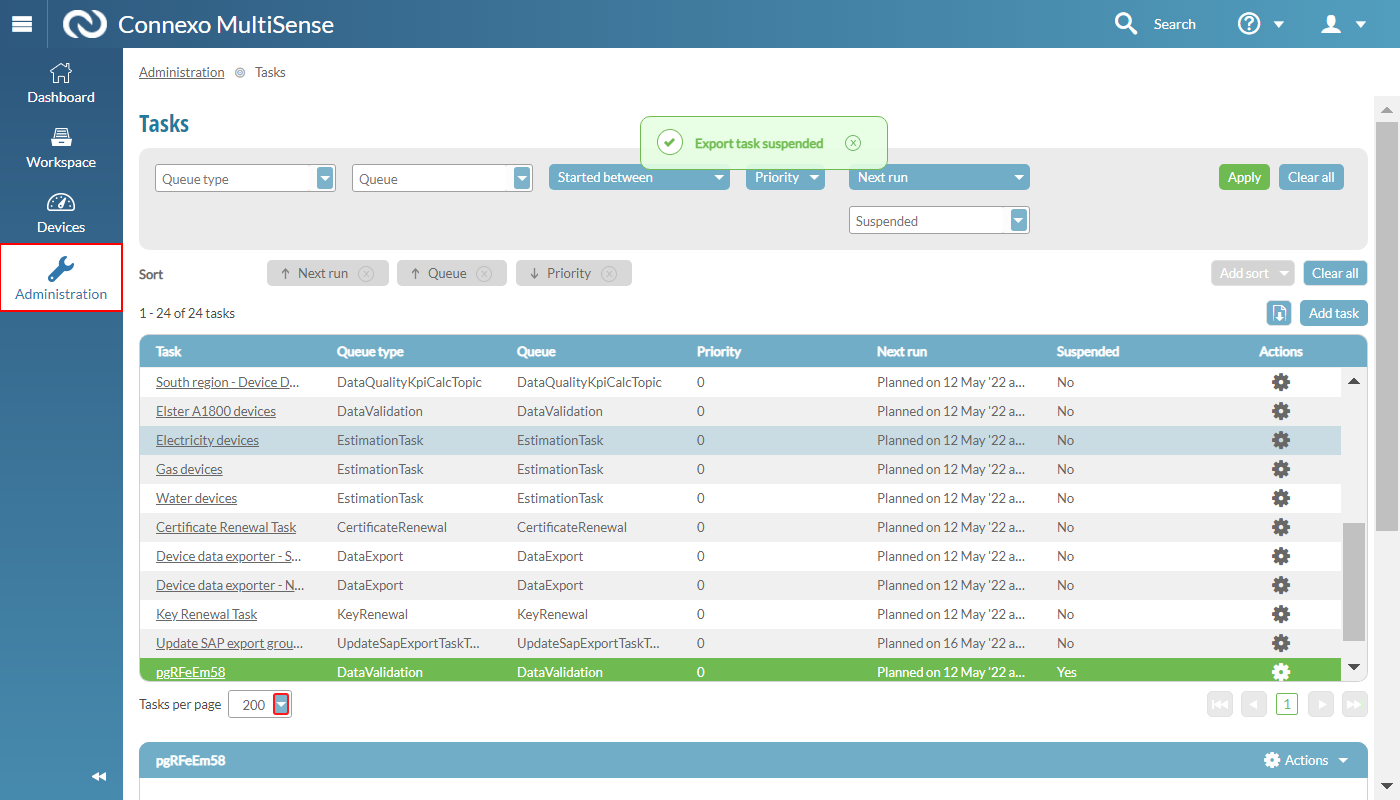 Connexo MultiSense
Search
Dashboard
Workspace
Devices
Administration
Administration Tasks
Tasks
Export task suspended
Queue type Queue Started between Priority Next run Apply Clear all
Suspended
Sort Next run Queue Priority Add sort Clear all
1 - 24 of 24 tasks Add task
Task Queue type Queue Priority Next run Suspended Actions
South region - Device D... DataQualityKpiCalcTopic DataQualityKpiCalcTopic 0 Planned on 12 May '22 a... No
Elster A1800 devices DataValidation DataValidation 0 Planned on 12 May '22 a... No
Electricity devices EstimationTask EstimationTask 0 Planned on 12 May '22 a... No
Gas devices EstimationTask EstimationTask 0 Planned on 12 May '22 a... No
Water devices EstimationTask EstimationTask 0 Planned on 12 May '22 a... No
Certificate Renewal Task CertificateRenewal CertificateRenewal 0 Planned on 12 May '22 a... No
Device data exporter - S... DataExport DataExport 0 Planned on 12 May '22 a... No
Device data exporter - N... DataExport DataExport 0 Planned on 12 May '22 a... No
Key Renewal Task KeyRenewal KeyRenewal 0 Planned on 12 May '22 a... No
Update SAP export grou... UpdateSapExportTaskT... UpdateSapExportTaskT... 0 Planned on 16 May '22 a... No
pgRFeEm58 DataValidation DataValidation 0 Planned on 12 May '22 a... Yes
Tasks per page 200 1
pgRFeEm58 Actions